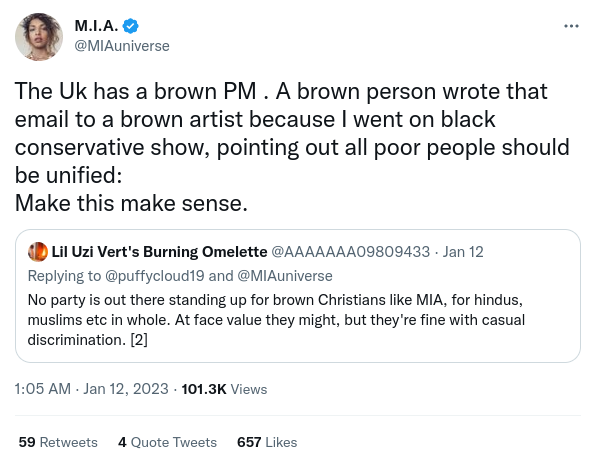 M.I.A.
@MIAuniverse
The Uk has a brown PM . A brown person wrote that
email to a brown artist because I went on black
conservative show, pointing out all poor people should
be unified:
Make this make sense.
Lil Uzi Vert's Burning Omelette @AAAAAAA09809433 · Jan 12
Replying to @puffycloud19 and @MIAuniverse
No party is out there standing up for brown Christians like MIA, for hindus,
muslims etc in whole. At face value they might, but they're fine with casual
discrimination. [2]
1:05 AM · Jan 12, 2023 · 101.3K Views
59 Retweets 4 Quote Tweets 657 Likes